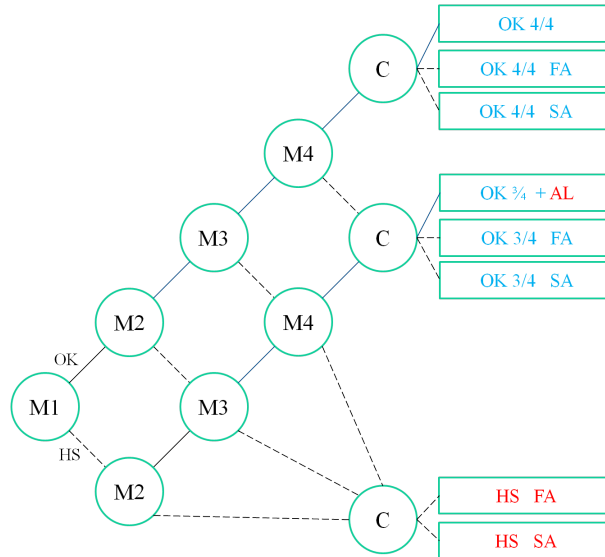 OK 4/4
C
OK 4/4 FA
OK 4/4 SA
M4
OK ¾ + AL
M3
C
OK 3/4 FA
OK 3/4 SA
M2
M4
OK
M1
M3
HS
M2
HS FA
C
HS SA